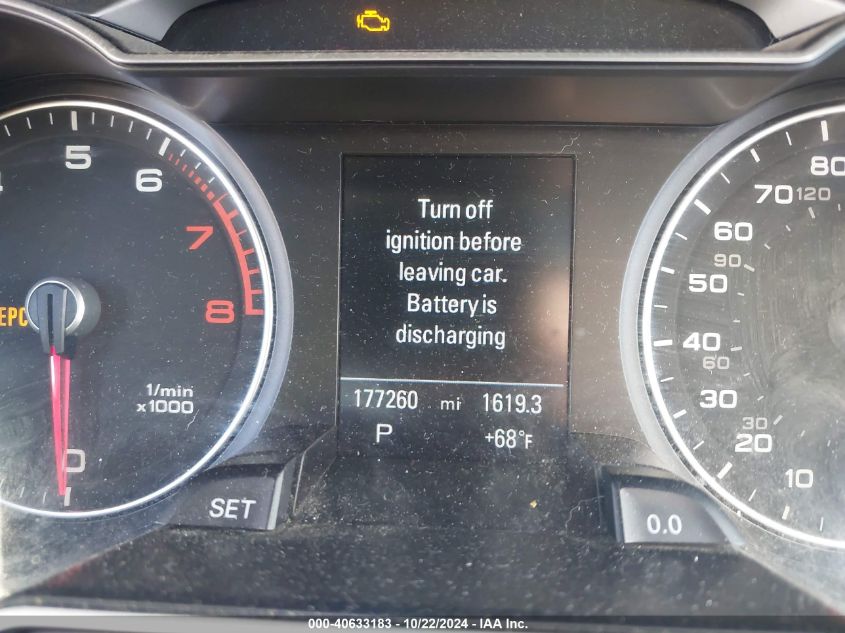 5
6
7
8
EPC
1/min
x1000
0
SET
Turn off
ignition before
leaving car.
Battery is
discharging
177260 mi 1619.3
P +68°F
80
70 120
60
90
50
40
60
30
30
20
10
0.0
000-40633183 - 10/22/2024 - IAA Inc.